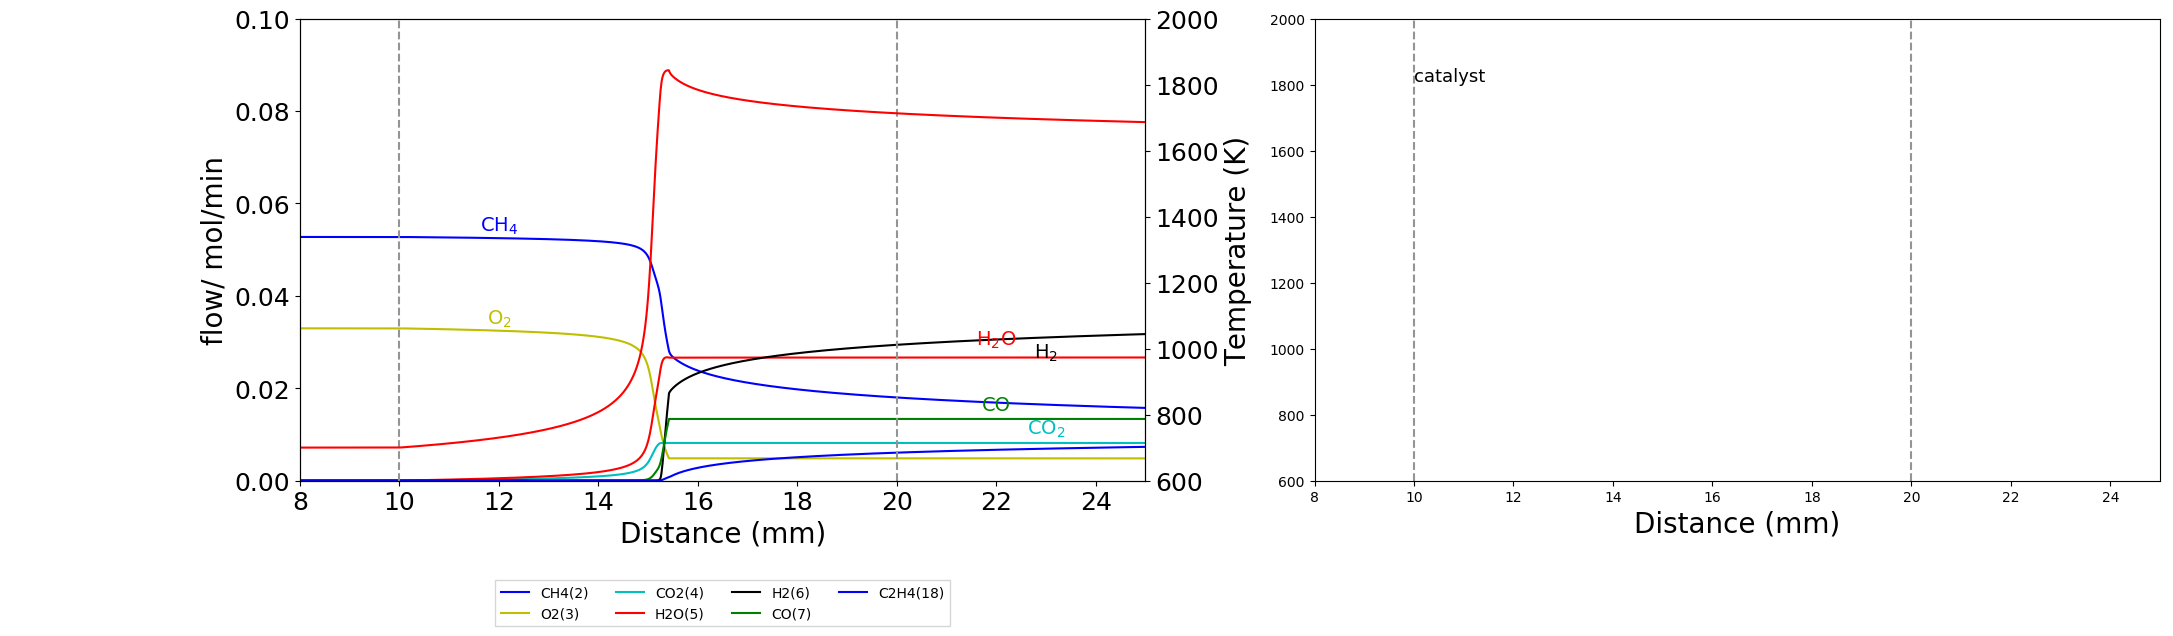 0.10
0.08
0.06
0.04
0.02
0.00
flow/ mol/min
8 10 12 14 16 18 20 22 24
Distance (mm)
CH4
O2
H2O
H2
CO
CO2
2000
1800
1600
1400
1200
1000
800
600
Temperature (K)
CH4(2) CO2(4) H2(6) C2H4(18)
O2(3) H2O(5) CO(7)
2000
1800
1600
1400
1200
1000
800
600
catalyst
8 10 12 14 16 18 20 22 24
Distance (mm)